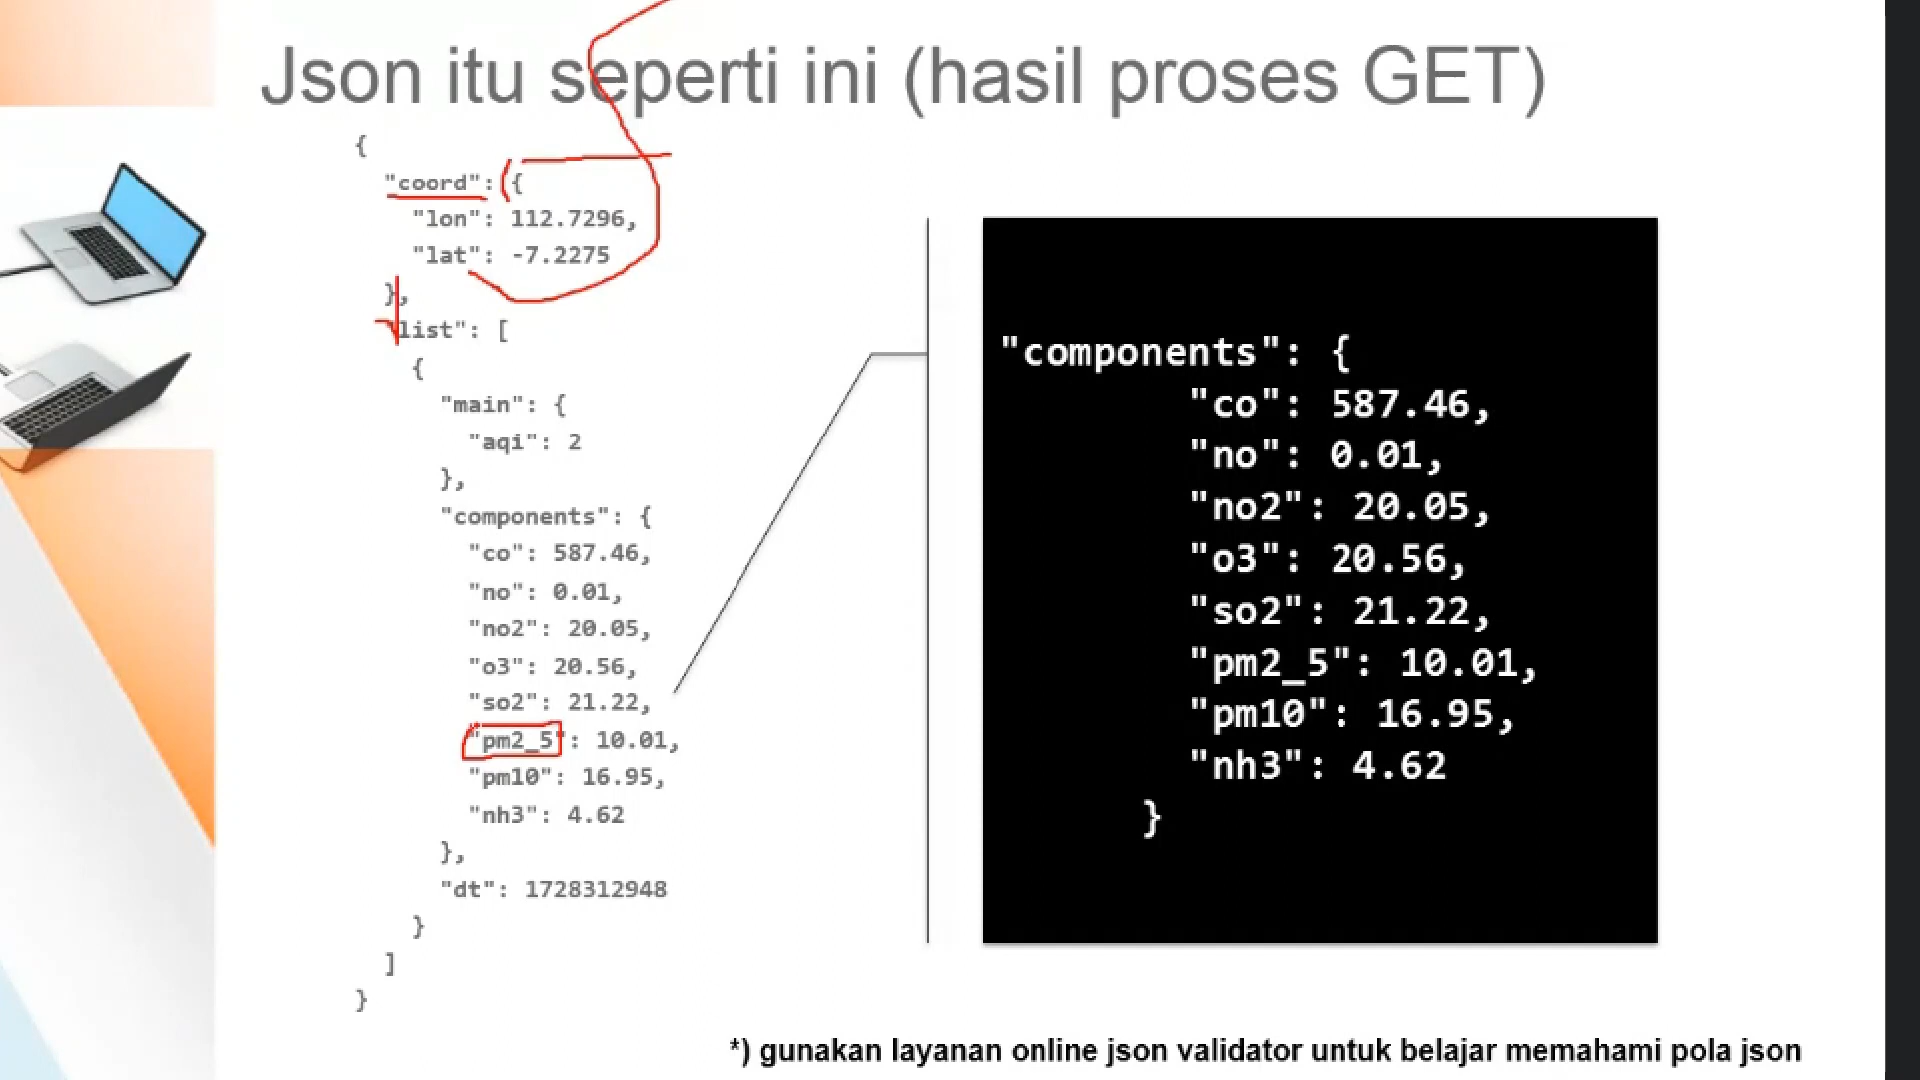 Json itu seperti ini (hasil proses GET)
{
"coord": {
"lon": 112.7296,
"lat": -7.2275
},
"list": [
{
"main": {
"aqi": 2
},
"components": {
"co": 587.46,
"no": 0.01,
"no2": 20.05,
"o3": 20.56,
"so2": 21.22,
"pm2_5": 10.01,
"pm10": 16.95,
"nh3": 4.62
},
"dt": 1728312948
}
]
}
"components": {
"co": 587.46,
"no": 0.01,
"no2": 20.05,
"o3": 20.56,
"so2": 21.22,
"pm2_5": 10.01,
"pm10": 16.95,
"nh3": 4.62
}
*) gunakan layanan online json validator untuk belajar memahami pola json